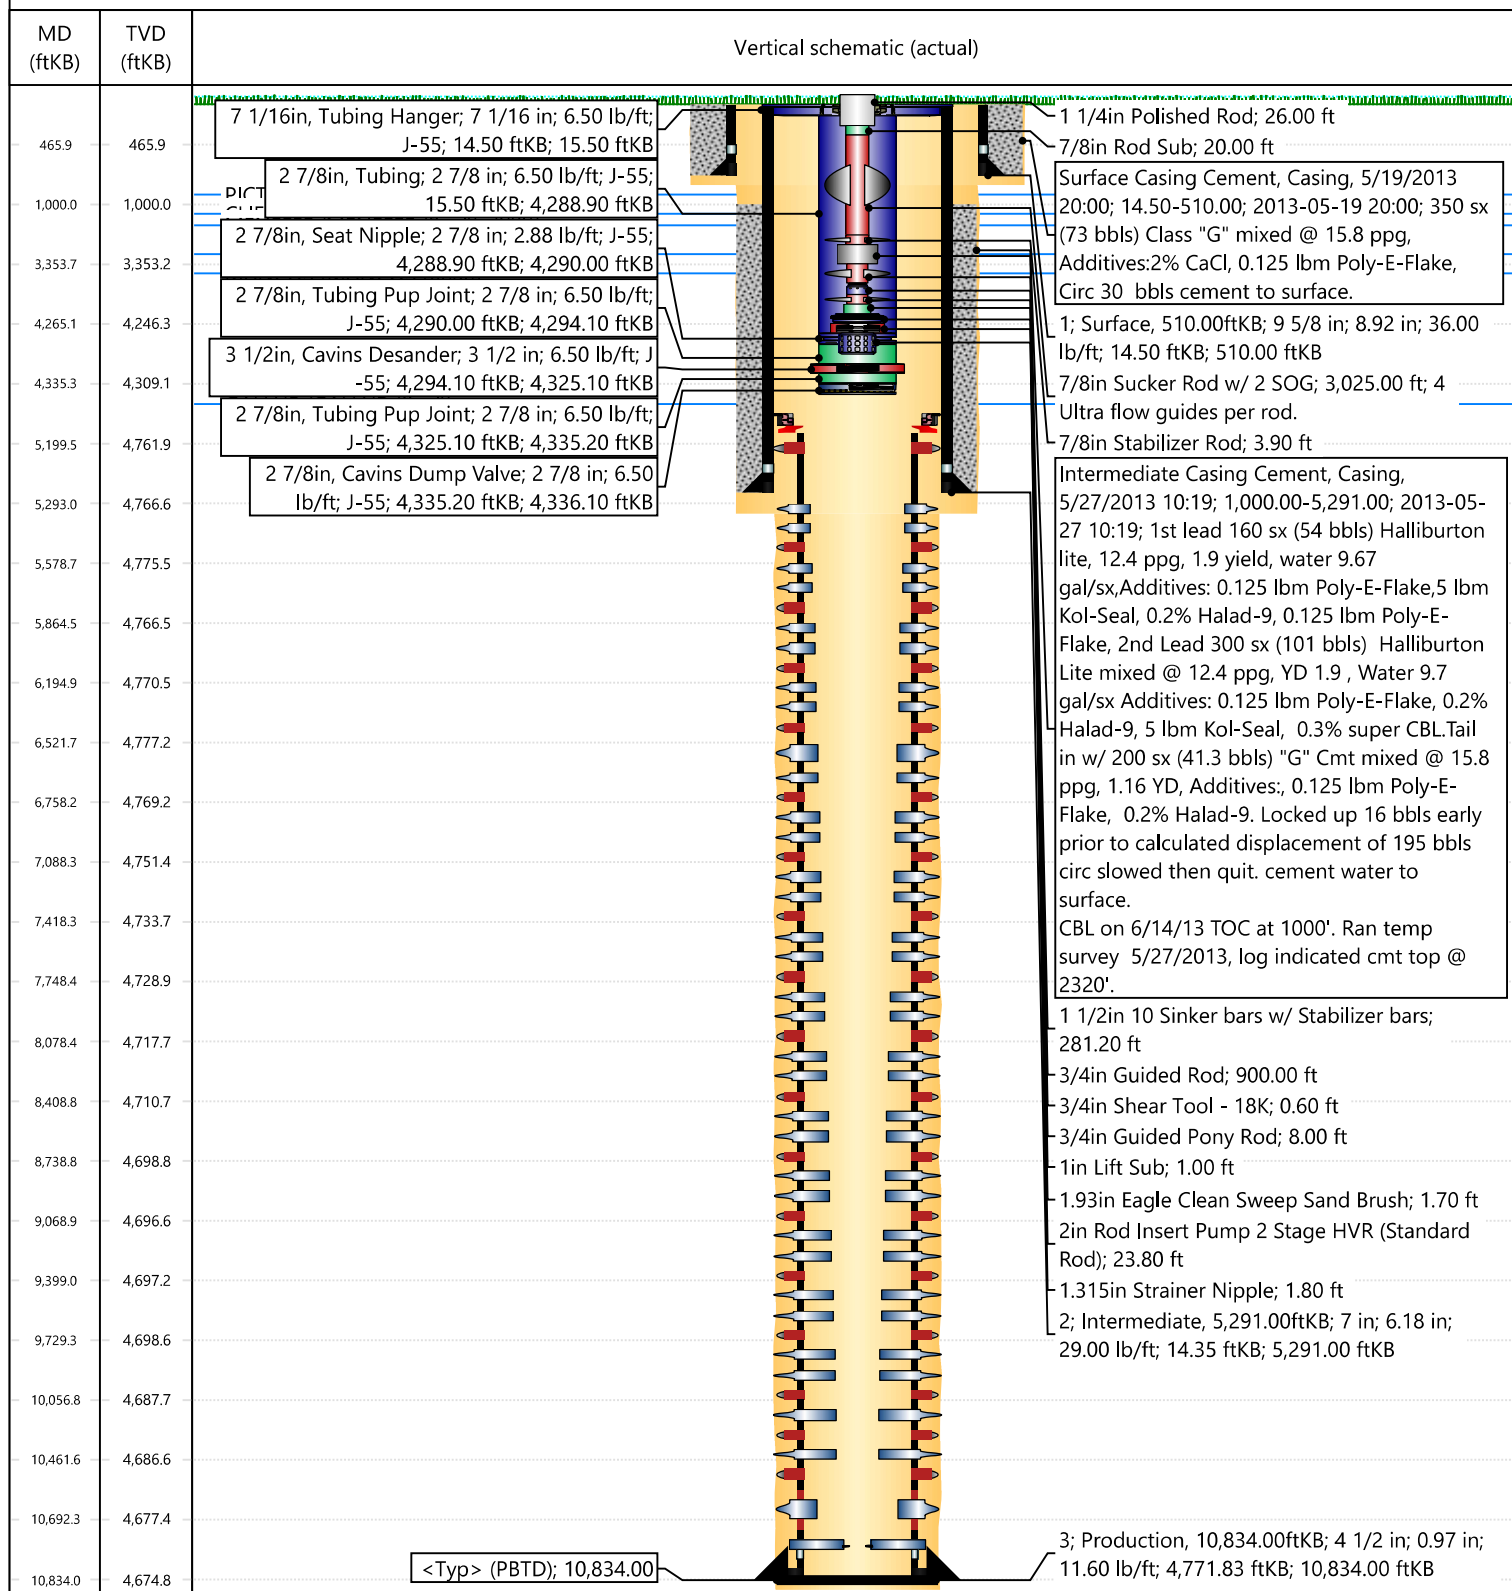 MD
(ftKB)
TVD
(ftKB)
Vertical schematic (actual)
465.9 465.9
1,000.0 1,000.0
3,353.7 3,353.2
4,265.1 4,246.3
4,335.3 4,309.1
5,199.5 4,761.9
5,293.0 4,766.6
5,578.7 4,775.5
5,864.5 4,766.5
6,194.9 4,770.5
6,521.7 4,777.2
6,758.2 4,769.2
7,088.3 4,751.4
7,418.3 4,733.7
7,748.4 4,728.9
8,078.4 4,717.7
8,408.8 4,710.7
8,738.8 4,698.8
9,068.9 4,696.6
9,399.0 4,697.2
9,729.3 4,698.6
10,056.8 4,687.7
10,461.6 4,686.6
10,692.3 4,677.4
10,834.0 4,674.8
7 1/16in, Tubing Hanger; 7 1/16 in; 6.50 lb/ft;
J-55; 14.50 ftKB; 15.50 ftKB
2 7/8in, Tubing; 2 7/8 in; 6.50 lb/ft; J-55;
15.50 ftKB; 4,288.90 ftKB
PICT
2 7/8in, Seat Nipple; 2 7/8 in; 2.88 lb/ft; J-55;
4,288.90 ftKB; 4,290.00 ftKB
2 7/8in, Tubing Pup Joint; 2 7/8 in; 6.50 lb/ft;
J-55; 4,290.00 ftKB; 4,294.10 ftKB
3 1/2in, Cavins Desander; 3 1/2 in; 6.50 lb/ft; J
-55; 4,294.10 ftKB; 4,325.10 ftKB
2 7/8in, Tubing Pup Joint; 2 7/8 in; 6.50 lb/ft;
J-55; 4,325.10 ftKB; 4,335.20 ftKB
2 7/8in, Cavins Dump Valve; 2 7/8 in; 6.50
lb/ft; J-55; 4,335.20 ftKB; 4,336.10 ftKB
<Typ> (PBTD); 10,834.00
1 1/4in Polished Rod; 26.00 ft
7/8in Rod Sub; 20.00 ft
Surface Casing Cement, Casing, 5/19/2013
20:00; 14.50-510.00; 2013-05-19 20:00; 350 sx
(73 bbls) Class "G" mixed @ 15.8 ppg,
Additives:2% CaCl, 0.125 lbm Poly-E-Flake,
Circ 30 bbls cement to surface.
1; Surface, 510.00ftKB; 9 5/8 in; 8.92 in; 36.00
lb/ft; 14.50 ftKB; 510.00 ftKB
7/8in Sucker Rod w/ 2 SOG; 3,025.00 ft; 4
Ultra flow guides per rod.
7/8in Stabilizer Rod; 3.90 ft
Intermediate Casing Cement, Casing,
5/27/2013 10:19; 1,000.00-5,291.00; 2013-05-
27 10:19; 1st lead 160 sx (54 bbls) Halliburton
lite, 12.4 ppg, 1.9 yield, water 9.67
gal/sx,Additives: 0.125 lbm Poly-E-Flake,5 lbm
Kol-Seal, 0.2% Halad-9, 0.125 lbm Poly-E-
Flake, 2nd Lead 300 sx (101 bbls) Halliburton
Lite mixed @ 12.4 ppg, YD 1.9 , Water 9.7
gal/sx Additives: 0.125 lbm Poly-E-Flake, 0.2%
Halad-9, 5 lbm Kol-Seal, 0.3% super CBL.Tail
in w/ 200 sx (41.3 bbls) "G" Cmt mixed @ 15.8
ppg, 1.16 YD, Additives:, 0.125 lbm Poly-E-
Flake, 0.2% Halad-9. Locked up 16 bbls early
prior to calculated displacement of 195 bbls
circ slowed then quit. cement water to
surface.
CBL on 6/14/13 TOC at 1000'. Ran temp
survey 5/27/2013, log indicated cmt top @
2320'.
1 1/2in 10 Sinker bars w/ Stabilizer bars;
281.20 ft
3/4in Guided Rod; 900.00 ft
3/4in Shear Tool - 18K; 0.60 ft
3/4in Guided Pony Rod; 8.00 ft
1in Lift Sub; 1.00 ft
1.93in Eagle Clean Sweep Sand Brush; 1.70 ft
2in Rod Insert Pump 2 Stage HVR (Standard
Rod); 23.80 ft
1.315in Strainer Nipple; 1.80 ft
2; Intermediate, 5,291.00ftKB; 7 in; 6.18 in;
29.00 lb/ft; 14.35 ftKB; 5,291.00 ftKB
3; Production, 10,834.00ftKB; 4 1/2 in; 0.97 in;
11.60 lb/ft; 4,771.83 ftKB; 10,834.00 ftKB